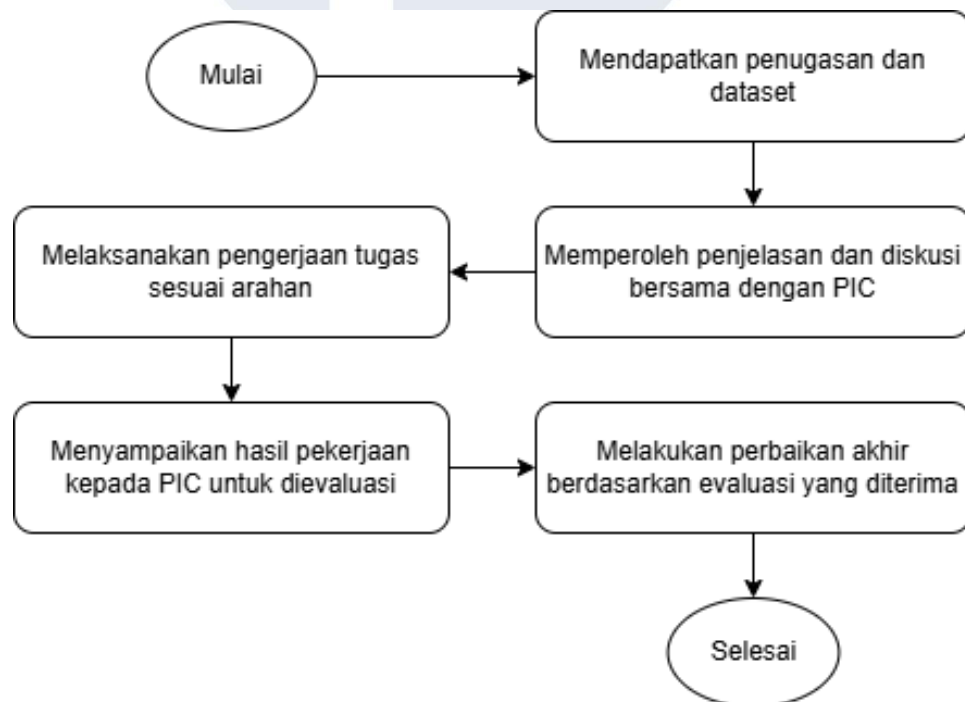 Mulai
Mendapatkan penugasan dan
dataset
Memperoleh penjelasan dan diskusi
bersama dengan PIC
Melaksanakan pengerjaan tugas
sesuai arahan
Menyampaikan hasil pekerjaan
kepada PIC untuk dievaluasi
Melakukan perbaikan akhir
berdasarkan evaluasi yang diterima
Selesai